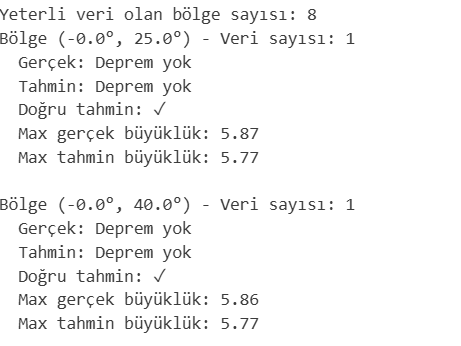 Yeterli veri olan bölge sayısı: 8
Bölge (-0.0°, 25.0°) - Veri sayısı: 1
Gerçek: Deprem yok
Tahmin: Deprem yok
Doğru tahmin: ✓
Max gerçek büyüklük: 5.87
Max tahmin büyüklük: 5.77
Bölge (-0.0°, 40.0°) - Veri sayısı: 1
Gerçek: Deprem yok
Tahmin: Deprem yok
Doğru tahmin: ✓
Max gerçek büyüklük: 5.86
Max tahmin büyüklük: 5.77